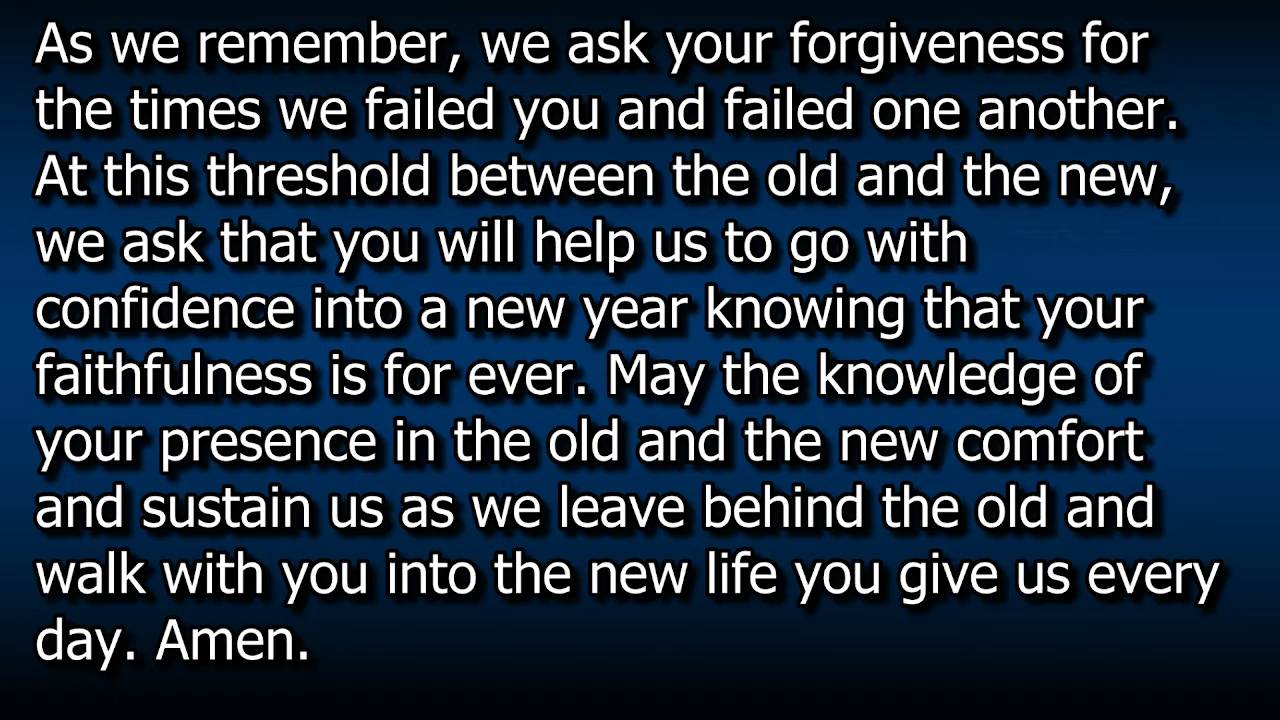 As we remember, we ask your forgiveness for
the times we failed you and failed one another.
At this threshold between the old and the new,
we ask that you will help us to go with
confidence into a new year knowing that your
faithfulness is for ever. May the knowledge of
your presence in the old and the new comfort
and sustain us as we leave behind the old and
walk with you into the new life you give us every
day. Amen.